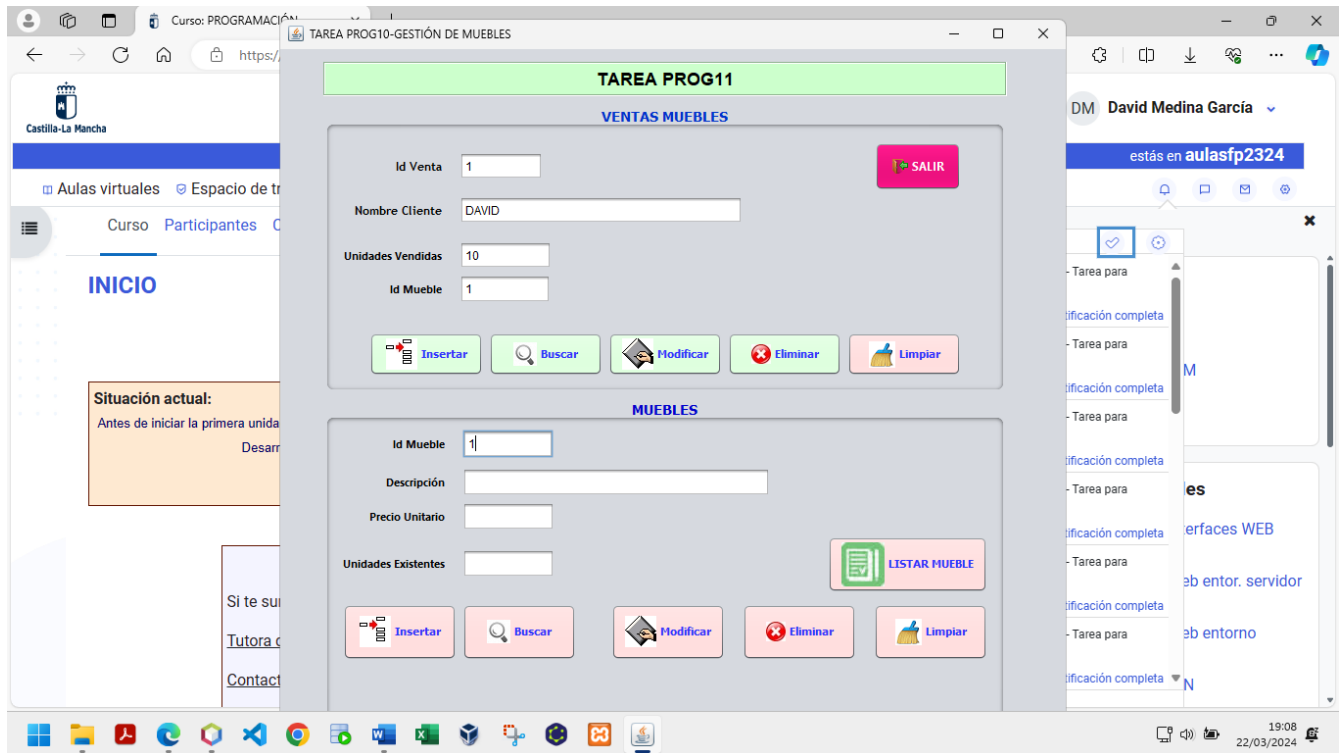 Curso: PROGRAMACIÓN
https:/
TAREA PROG10-GESTIÓN DE MUEBLES
Castilla-La Mancha
DM David Medina García
estás en aulasfp2324
Aulas virtuales Espacio de tr
Curso Participantes C
INICIO
Situación actual:
Antes de iniciar la primera unida
Desarr
Si te sur
Tutora
Contact
TAREA PROG11
VENTAS MUEBLES
Id Venta 1
SALIR
Nombre Cliente DAVID
Unidades Vendidas 10
Id Mueble 1
Insertar Buscar Modificar Eliminar Limpiar
MUEBLES
Id Mueble 1
Descripción
Precio Unitario
Unidades Existentes
LISTAR MUEBLE
Insertar Buscar Modificar Eliminar Limpiar
- Tarea para
tificación completa
- Tarea para
tificación completa
- Tarea para
tificación completa
- Tarea para
tificación completa
- Tarea para
tificación completa
- Tarea para
tificación completa
M
les
erfaces WEB
eb entor. servidor
eb entorno
N
19:08
22/03/2024